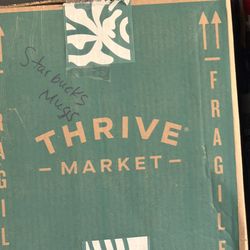 Starbucks
Mugs
THRIVE®
— MARKET —
FRAGILE
FRAGIL